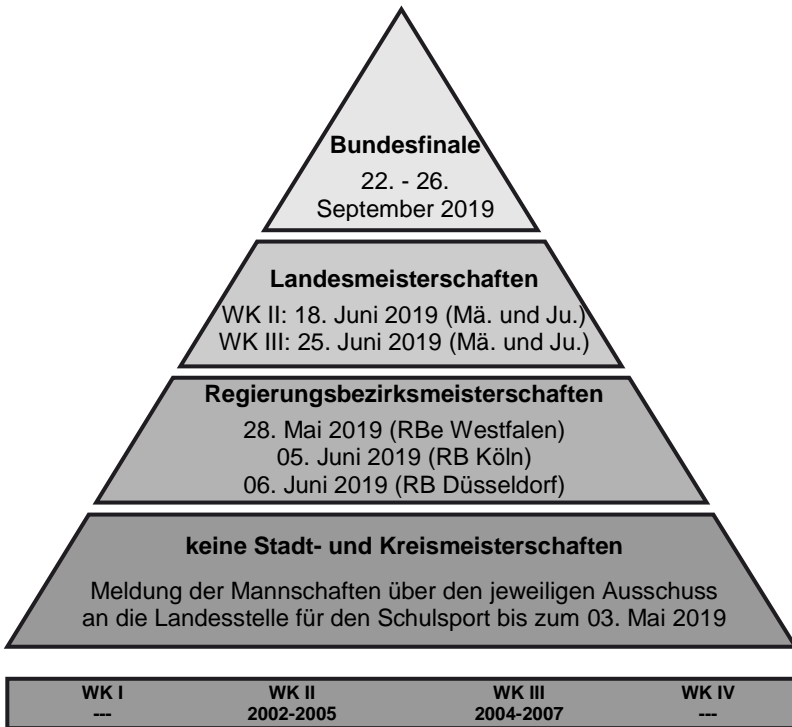 Bundesfinale
22. - 26.
September 2019
Landesmeisterschaften
WK II: 18. Juni 2019 (Mä. und Ju.)
WK III: 25. Juni 2019 (Mä. und Ju.)
Regierungsbezirksmeisterschaften
28. Mai 2019 (RBe Westfalen)
05. Juni 2019 (RB Köln)
06. Juni 2019 (RB Düsseldorf)
keine Stadt- und Kreismeisterschaften
Meldung der Mannschaften über den jeweiligen Ausschuss
an die Landesstelle für den Schulsport bis zum 03. Mai 2019
WK I WK II WK III WK IV
--- 2002-2005 2004-2007 ---